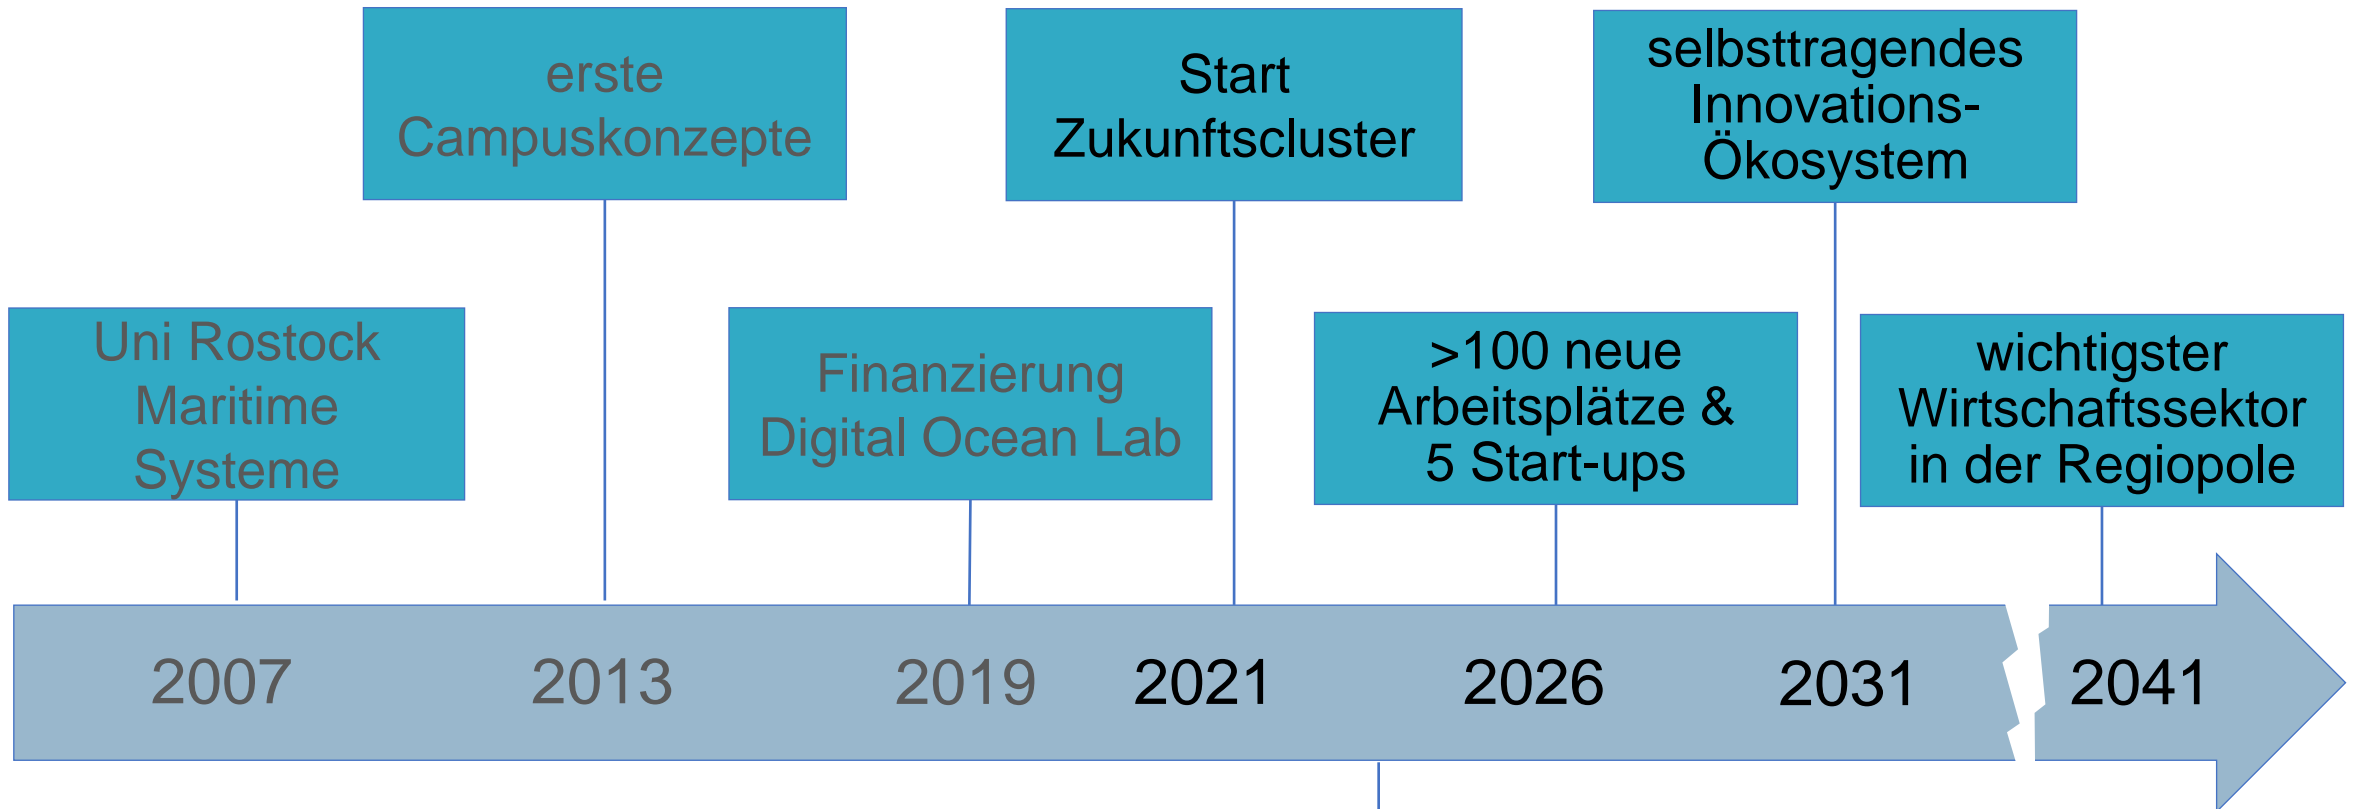 erste
Campuskonzepte
Start
Zukunftscluster
selbsttragendes
Innovations-
Ökosystem
Uni Rostock
Maritime
Systeme
Finanzierung
Digital Ocean Lab
>100 neue
Arbeitsplätze &
5 Start-ups
wichtigster
Wirtschaftssektor
in der Regiopole
2007 2013 2019 2021 2026 2031 2041